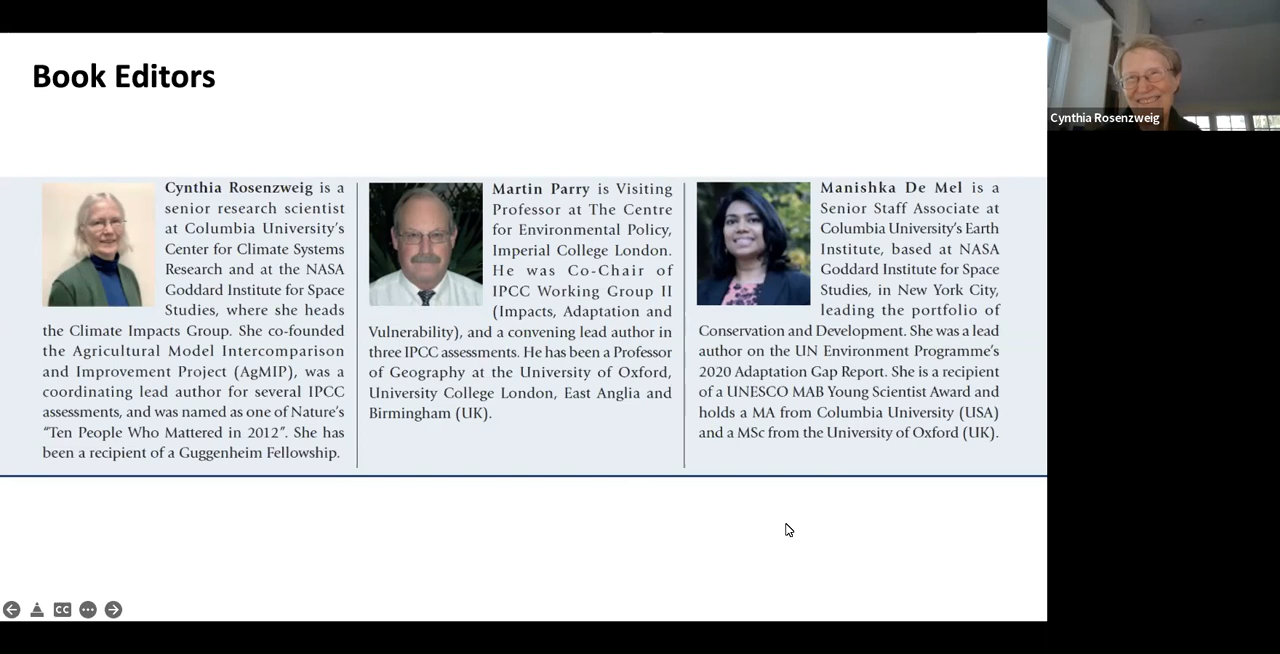 Book Editors
Cynthia Rosenzweig is a
senior research scientist
at Columbia University's
Center for Climate Systems
Research and at the NASA
Goddard Institute for Space
Studies, where she heads
the Climate Impacts Group. She co-founded
the Agricultural Model Intercomparison
and Improvement Project (AgMIP), was a
coordinating lead author for several IPCC
assessments, and was named as one of Nature's
“Ten People Who Mattered in 2012”. She has
been a recipient of a Guggenheim Fellowship.
Martin Parry is Visiting
Professor at The Centre
for Environmental Policy,
Imperial College London.
He was Co-Chair of
IPCC Working Group II
(Impacts, Adaptation and
Vulnerability), and a convening lead author in
three IPCC assessments. He has been a Professor
of Geography at the University of Oxford,
University College London, East Anglia and
Birmingham (UK).
Manishka De Mel is a
Senior Staff Associate at
Columbia University's Earth
Institute, based at NASA
Goddard Institute for Space
Studies, in New York City,
leading the portfolio of
Conservation and Development. She was a lead
author on the UN Environment Programme's
2020 Adaptation Gap Report. She is a recipient
of a UNESCO MAB Young Scientist Award and
holds a MA from Columbia University (USA)
and a MSc from the University of Oxford (UK).
Cynthia Rosenzweig
CC